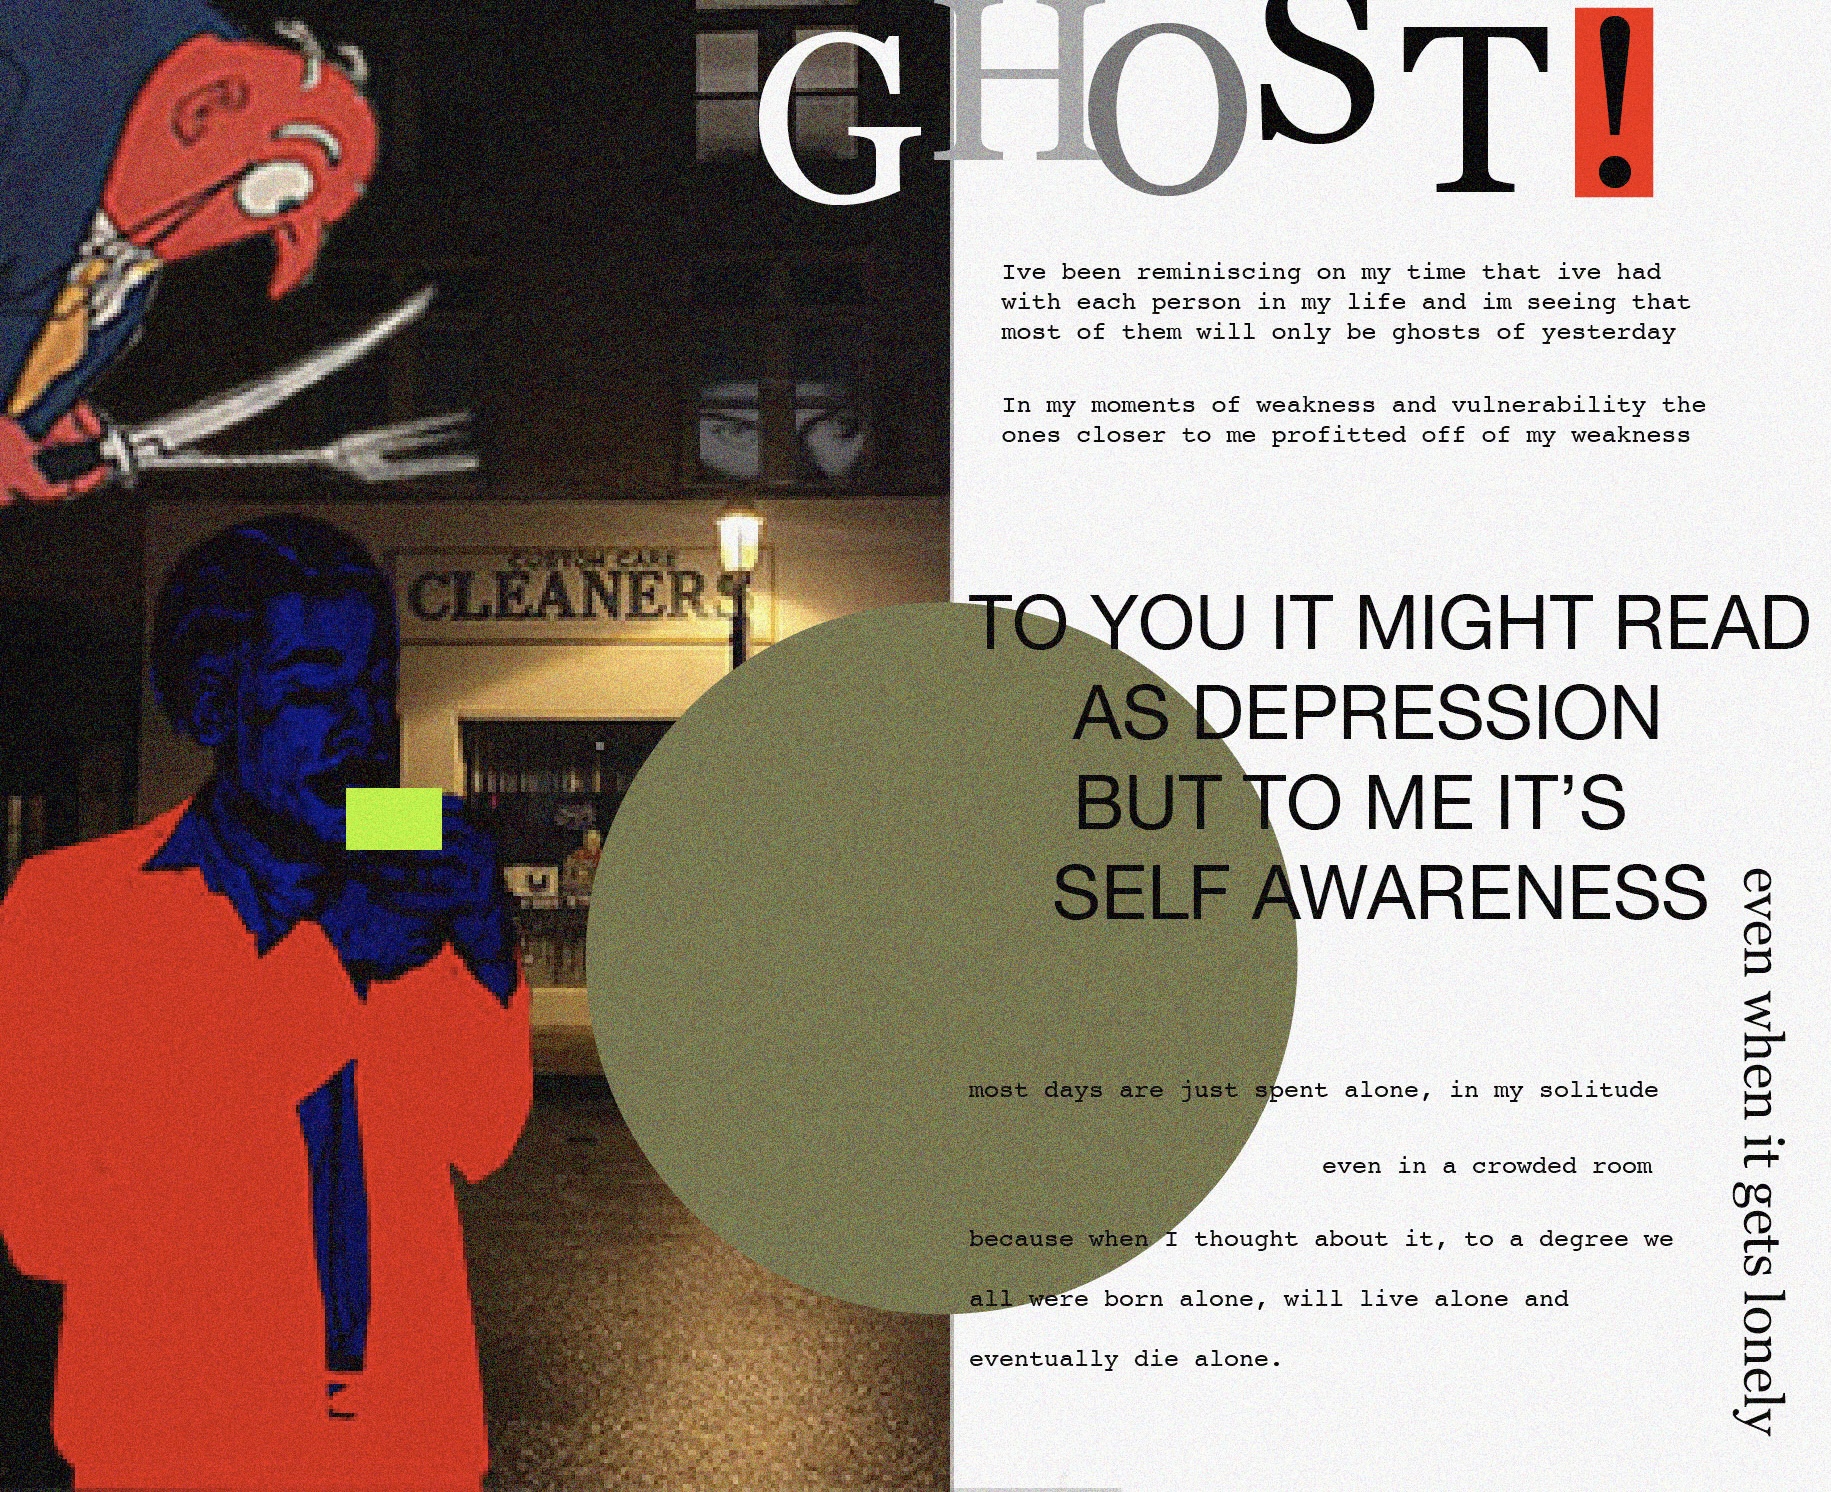 GHOST!
Ive been reminiscing on my time that ive had
with each person in my life and im seeing that
most of them will only be ghosts of yesterday
In my moments of weakness and vulnerability the
ones closer to me profitted off of my weakness
CUSTOM CARE
CLEANERS
TO YOU IT MIGHT READ
AS DEPRESSION
BUT TO ME IT’S
SELF AWARENESS
even when it gets lonely
most days are just spent alone, in my solitude
even in a crowded room
because when I thought about it, to a degree we
all were born alone, will live alone and
eventually die alone.